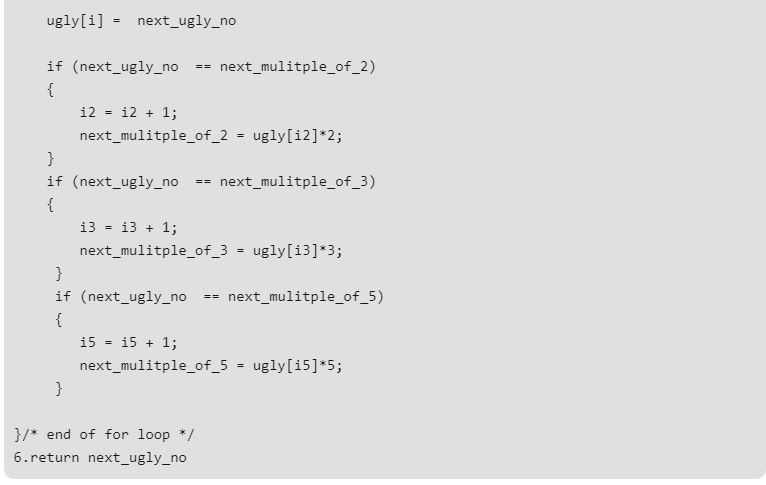 ugly[i] =  next_ugly_no
if (next_ugly_no  == next_mulitple_of_2)
{
i2 = i2 + 1;
next_mulitple_of_2 = ugly[i2]*2;
}
if (next_ugly_no  == next_mulitple_of_3)
{
i3 = i3 + 1;
next_mulitple_of_3 = ugly[i3]*3;
}
if (next_ugly_no  == next_mulitple_of_5)
{
i5 = i5 + 1;
next_mulitple_of_5 = ugly[i5]*5;
}
}/* end of for loop */
6.return next_ugly_no